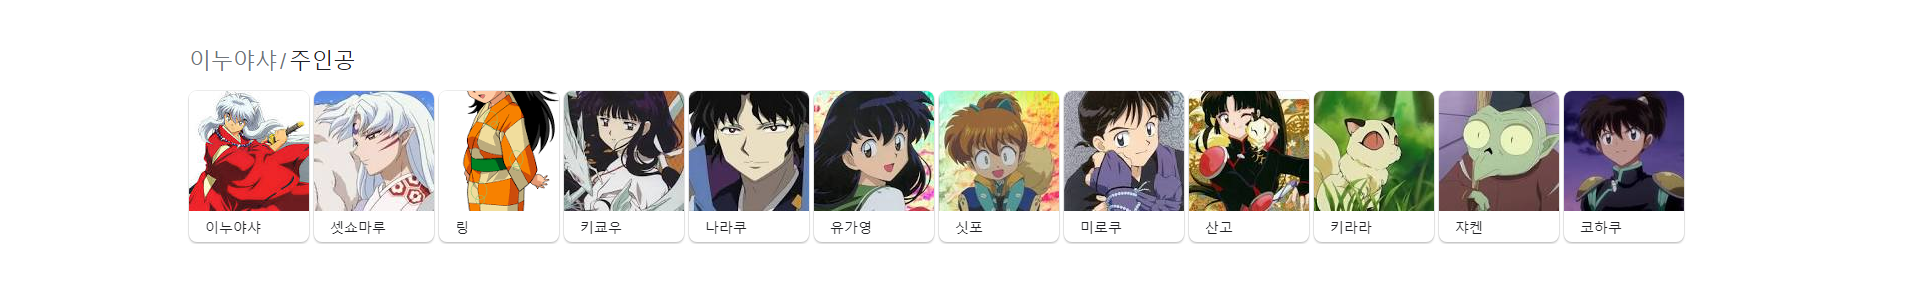 이누야샤/주인공
이누야샤
셋쇼마루
링
키쿄우
나라쿠
유가영
싯포
미로쿠
산고
키라라
쟈켄
코하쿠